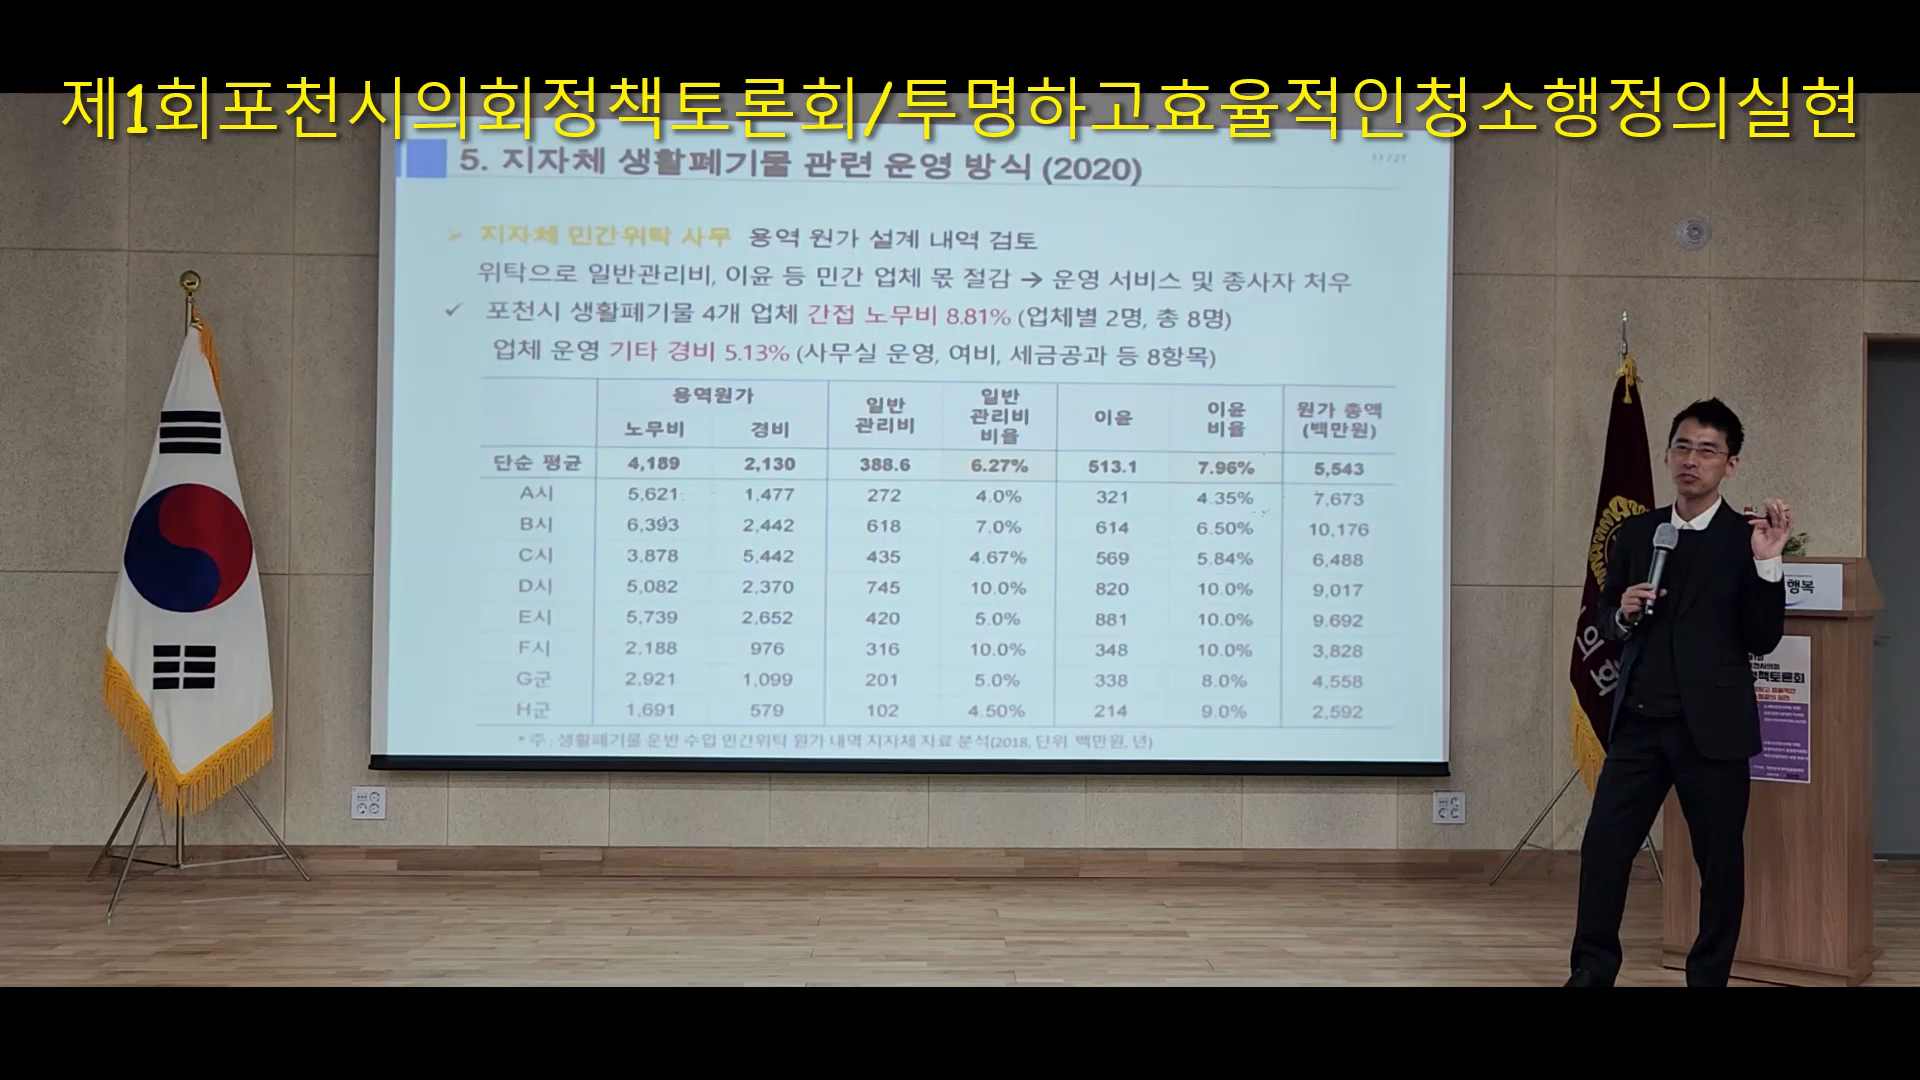 제1회포천시의회정책토론회/투명하고효율적인청소행정의실현
5. 지자체 생활폐기물 관련 운영 방식 (2020)
11 / 21
지자체 민간위탁 사무 용역 원가 설계 내역 검토
위탁으로 일반관리비, 이윤 등 민간 업체 몫 절감 → 운영 서비스 및 종사자 처우
✓ 포천시 생활폐기물 4개 업체 간접 노무비 8.81% (업체별 2명, 총 8명)
업체 운영 기타 경비 5.13% (사무실 운영, 여비, 세금공과 등 8항목)
용역원가 일반관리비 일반관리비 비율 이윤 이윤 비율 원가 총액 (백만원)
노무비 경비
단순 평균 4,189 2,130 388.6 6.27% 513.1 7.96% 5,543
A시 5,621 1,477 272 4.0% 321 4.35% 7,673
B시 6,393 2,442 618 7.0% 614 6.50% 10,176
C시 3,878 5,442 435 4.67% 569 5.84% 6,488
D시 5,082 2,370 745 10.0% 820 10.0% 9,017
E시 5,739 2,652 420 5.0% 881 10.0% 9.692
F시 2,188 976 316 10.0% 348 10.0% 3,828
G군 2,921 1,099 201 5.0% 338 8.0% 4,558
H군 1,691 579 102 4.50% 214 9.0% 2,592
* 주 : 생활폐기물 운반 수입 민간위탁 원가 내역 지자체 자료 분석(2018, 단위 백만원, 년)
행복
의회
책토론회